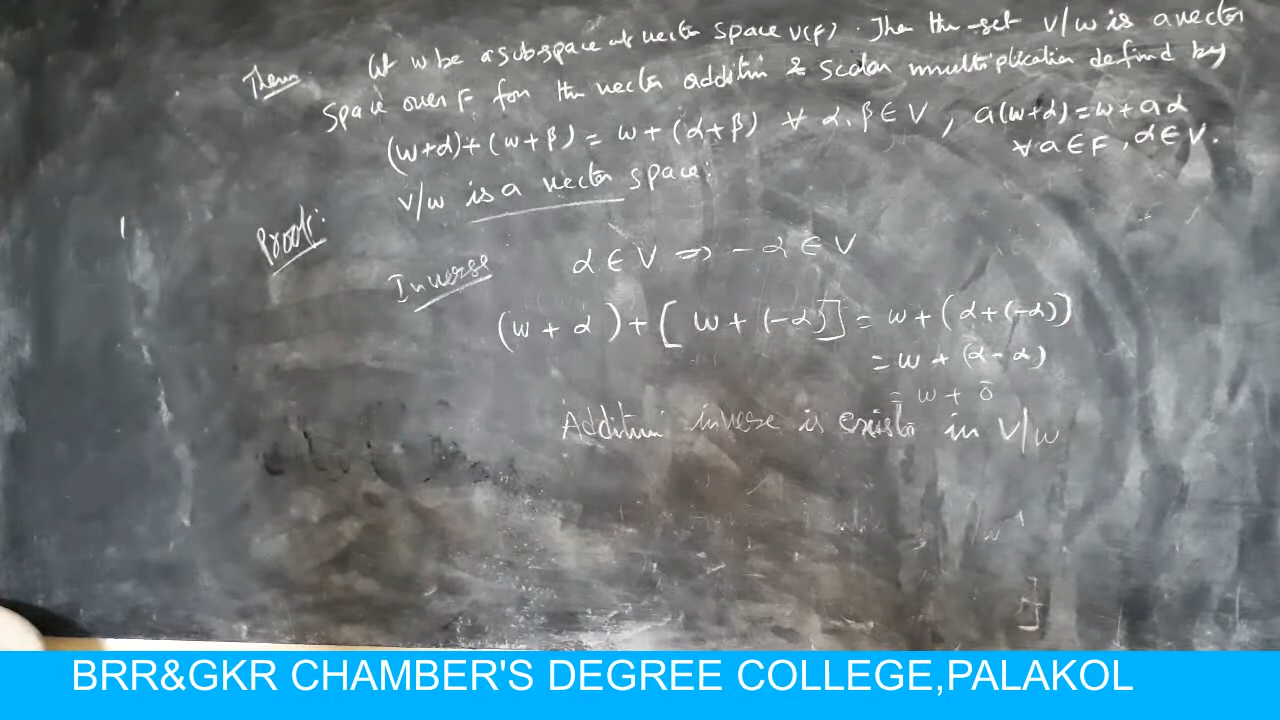 Them. Let W be a subspace of vector space V(F). Then the set V/W is a vector
space over F for the vector addition & scalar multiplication defined by
(W+α)+(W+β) = W+(α+β) ∀ α, β ∈ V, a(W+α) = W+aα
∀ a ∈ F, α ∈ V.
V/W is a vector space:
Proof:
Inverse α ∈ V ⇒ -α ∈ V
(W+α)+[W+(-α)] = W+(α+(-α))
= W+(α-α)
= W+ō
Addition inverse is exists in V/W
W
BRR&GKR CHAMBER'S DEGREE COLLEGE,PALAKOL